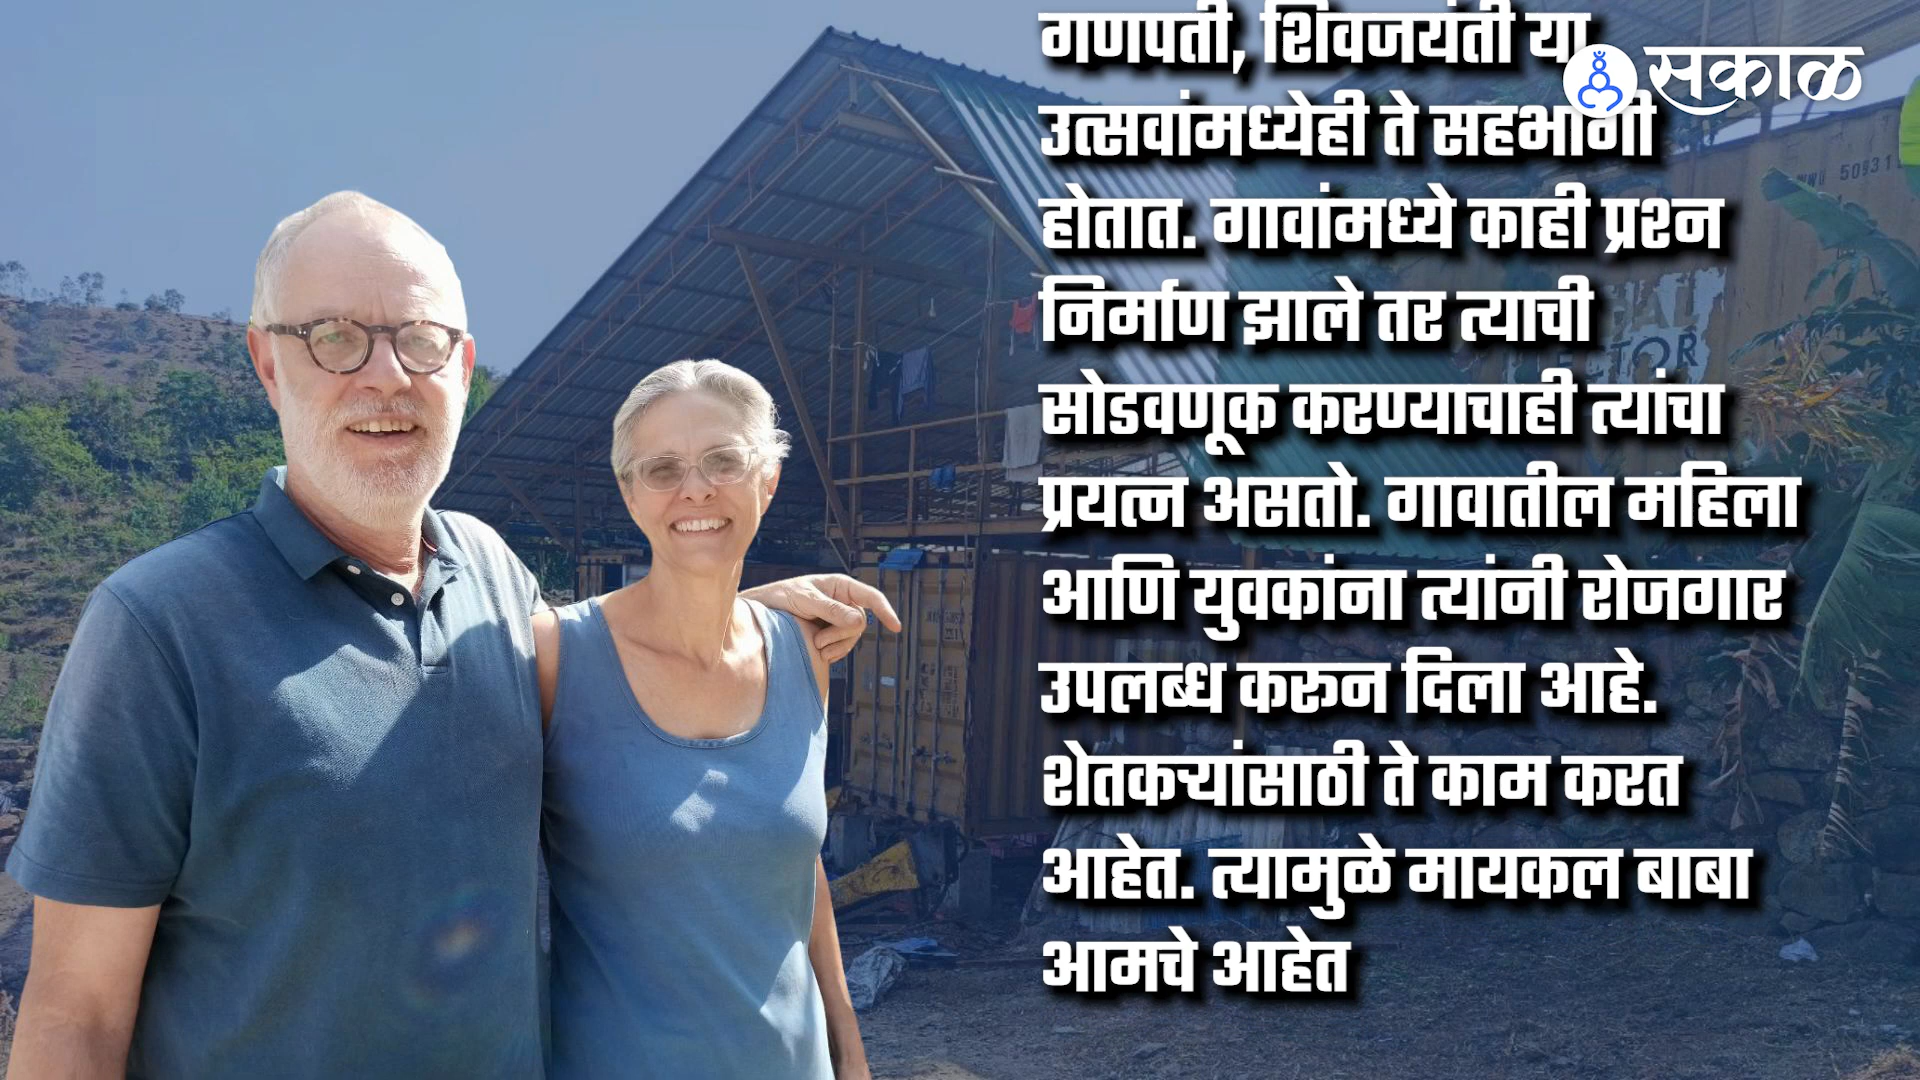 गणपती, शिवजयंती या
सकाळ
उत्सवांमध्येही ते सहभागी
होतात. गावांमध्ये काही प्रश्न
निर्माण झाले तर त्याची
सोडवणूक करण्याचाही त्यांचा
प्रयत्न असतो. गावातील महिला
आणि युवकांना त्यांनी रोजगार
उपलब्ध करून दिला आहे.
शेतकऱ्यांसाठी ते काम करत
आहेत. त्यामुळे मायकल बाबा
आमचे आहेत